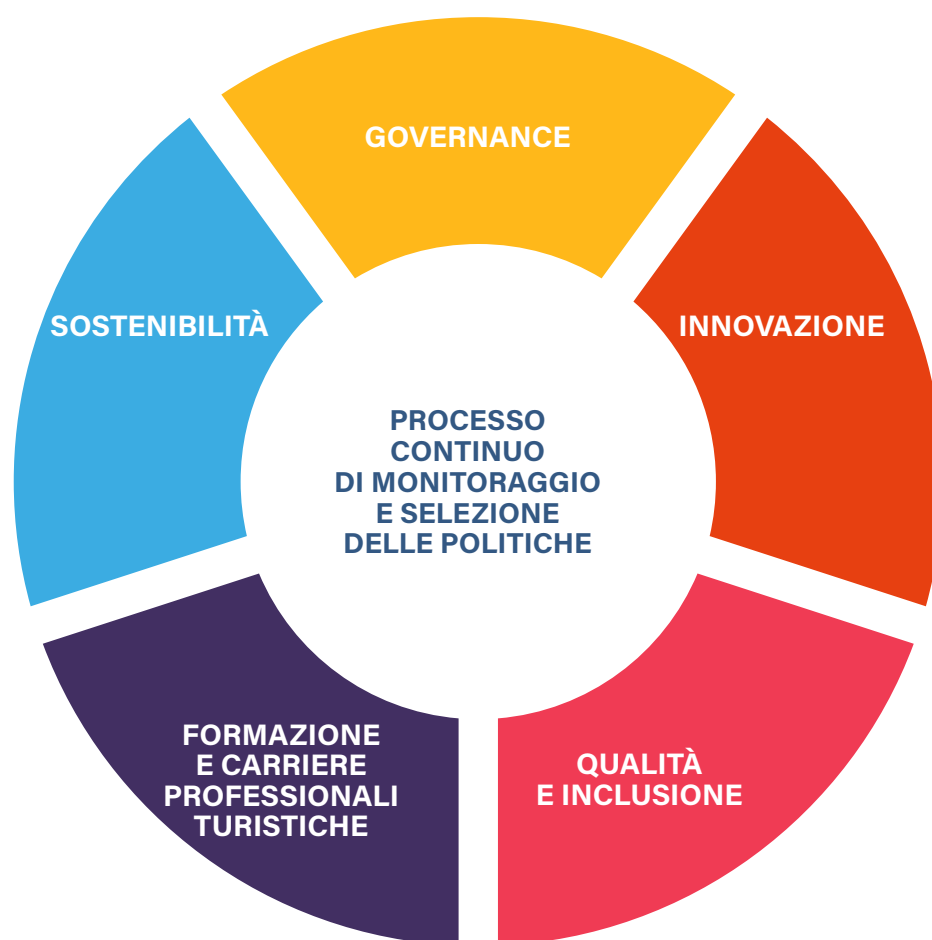 GOVERNANCE
SOSTENIBILITÀ
INNOVAZIONE
PROCESSO
CONTINUO
DI MONITORAGGIO
E SELEZIONE
DELLE POLITICHE
FORMAZIONE
E CARRIERE
PROFESSIONALI
TURISTICHE
QUALITÀ
E INCLUSIONE